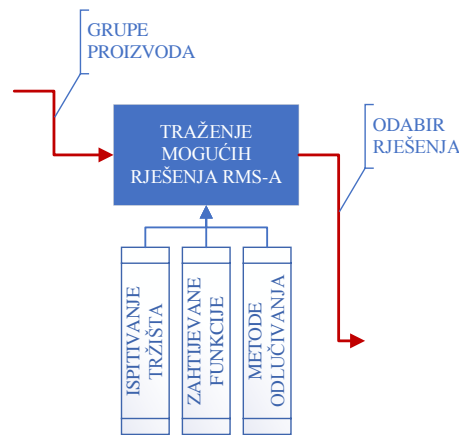 GRUPE
PROIZVODA
TRAŽENJE
MOGUĆIH
RJEŠENJA RMS-A
ODABIR
RJEŠENJA
ISPITIVANJE
TRŽIŠTA
ZAHTIJEVANE
FUNKCIJE
METODE
ODLUČIVANJA